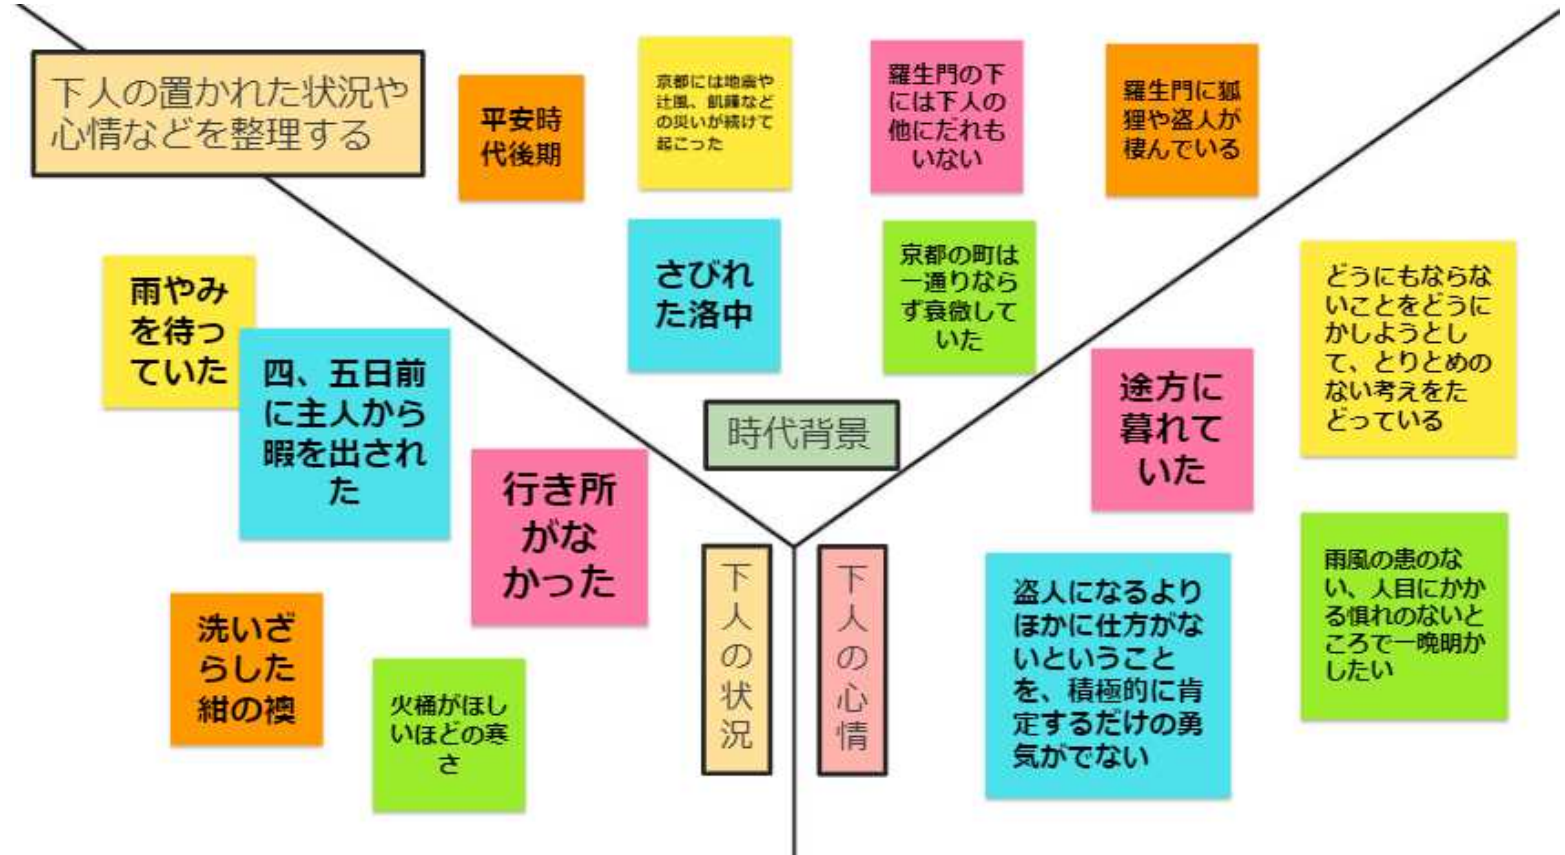 下人の置かれた状況や
心情などを整理する
平安時
代後期
京都には地震や
辻風、飢饉など
の災いが続けて
起こった
羅生門の下
には下人の
他にだれも
いない
羅生門に狐
狸や盗人が
棲んでいる
さびれ
た洛中
京都の町は
一通りなら
ず衰微して
いた
時代背景
雨やみ
を待っ
ていた
四、五日前
に主人から
暇を出され
た
行き所
がな
かった
洗いざ
らした
紺の襖
火桶がほし
いほどの寒
さ
下人の状況
下人の心情
途方に
暮れて
いた
どうにもならな
いことをどうに
かしようとし
て、とりとめの
ない考えをた
どっている
盗人になるより
ほかに仕方がな
いということ
を、積極的に肯
定するだけの勇
気がでない
雨風の患のな
い、人目にかか
る惧れのないと
ころで一晩明か
したい